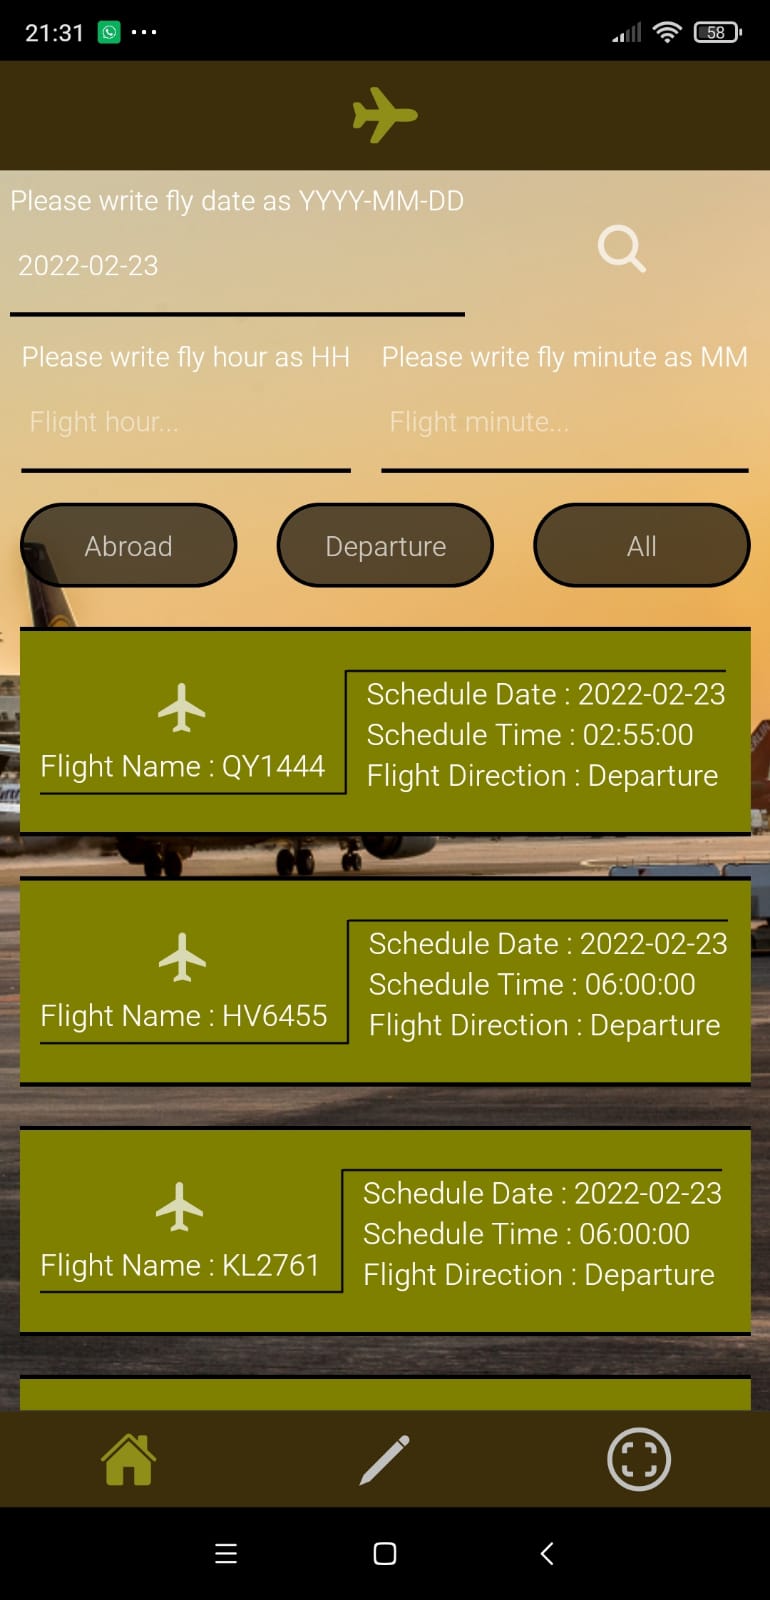 21:31
58
Please write fly date as YYYY-MM-DD
2022-02-23
Please write fly hour as HH
Please write fly minute as MM
Flight hour...
Flight minute...
Abroad
Departure
All
Schedule Date : 2022-02-23
Schedule Time : 02:55:00
Flight Name : QY1444
Flight Direction : Departure
Schedule Date : 2022-02-23
Schedule Time : 06:00:00
Flight Name : HV6455
Flight Direction : Departure
Schedule Date : 2022-02-23
Schedule Time : 06:00:00
Flight Name : KL2761
Flight Direction : Departure